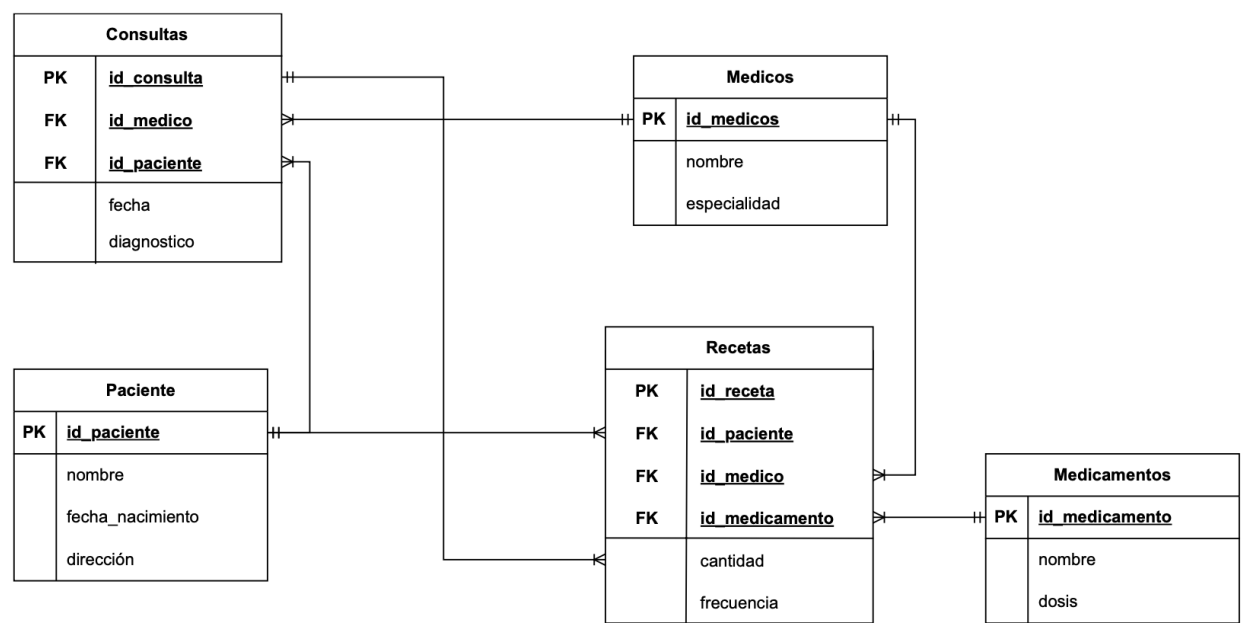 Consultas
PK id_consulta
FK id_medico
FK id_paciente
fecha
diagnostico
Medicos
PK id_medicos
nombre
especialidad
Paciente
PK id_paciente
nombre
fecha_nacimiento
dirección
Recetas
PK id_receta
FK id_paciente
FK id_medico
FK id_medicamento
cantidad
frecuencia
Medicamentos
PK id_medicamento
nombre
dosis